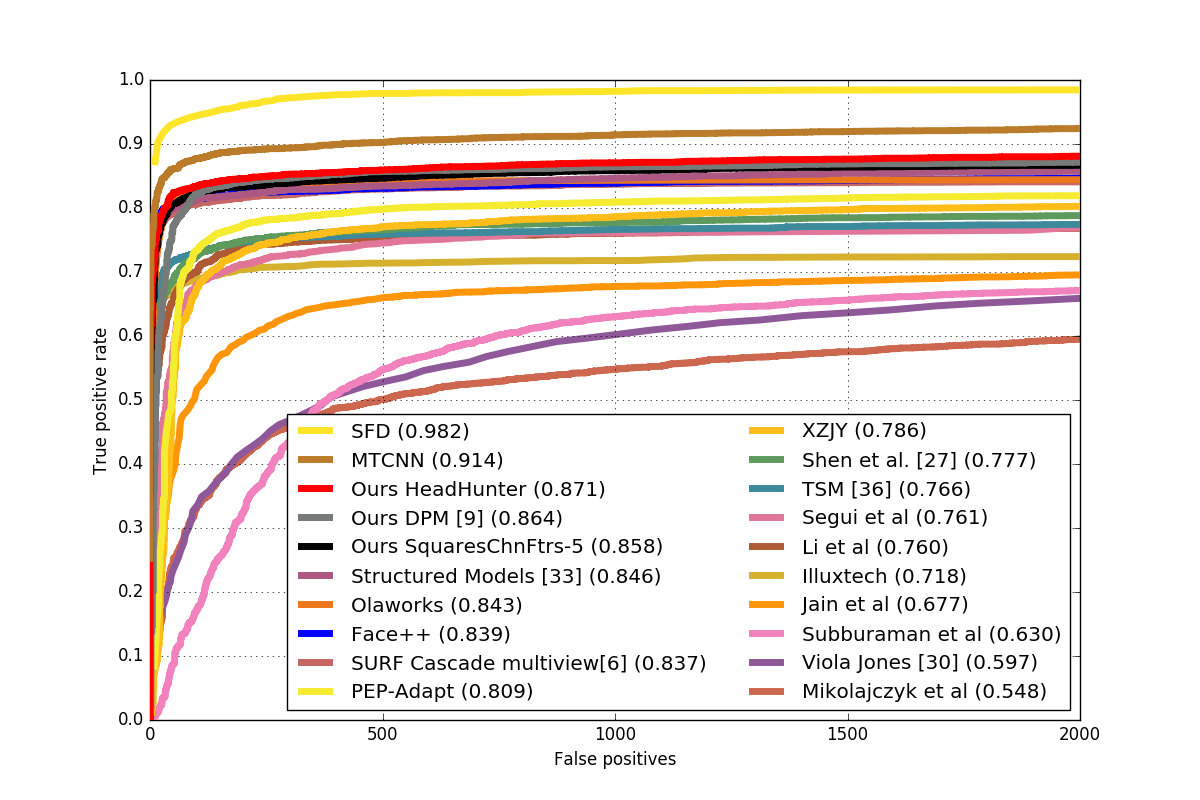 1.0
0.9
0.8
0.7
0.6
0.5
0.4
0.3
0.2
0.1
0.0
True positive rate
SFD (0.982)
MTCNN (0.914)
Ours HeadHunter (0.871)
Ours DPM [9] (0.864)
Ours SquaresChnFtrs-5 (0.858)
Structured Models [33] (0.846)
Olaworks (0.843)
Face++ (0.839)
SURF Cascade multiview[6] (0.837)
PEP-Adapt (0.809)
XZJY (0.786)
Shen et al. [27] (0.777)
TSM [36] (0.766)
Segui et al (0.761)
Li et al (0.760)
Illuxtech (0.718)
Jain et al (0.677)
Subburaman et al (0.630)
Viola Jones [30] (0.597)
Mikolajczyk et al (0.548)
0 500 1000 1500 2000
False positives